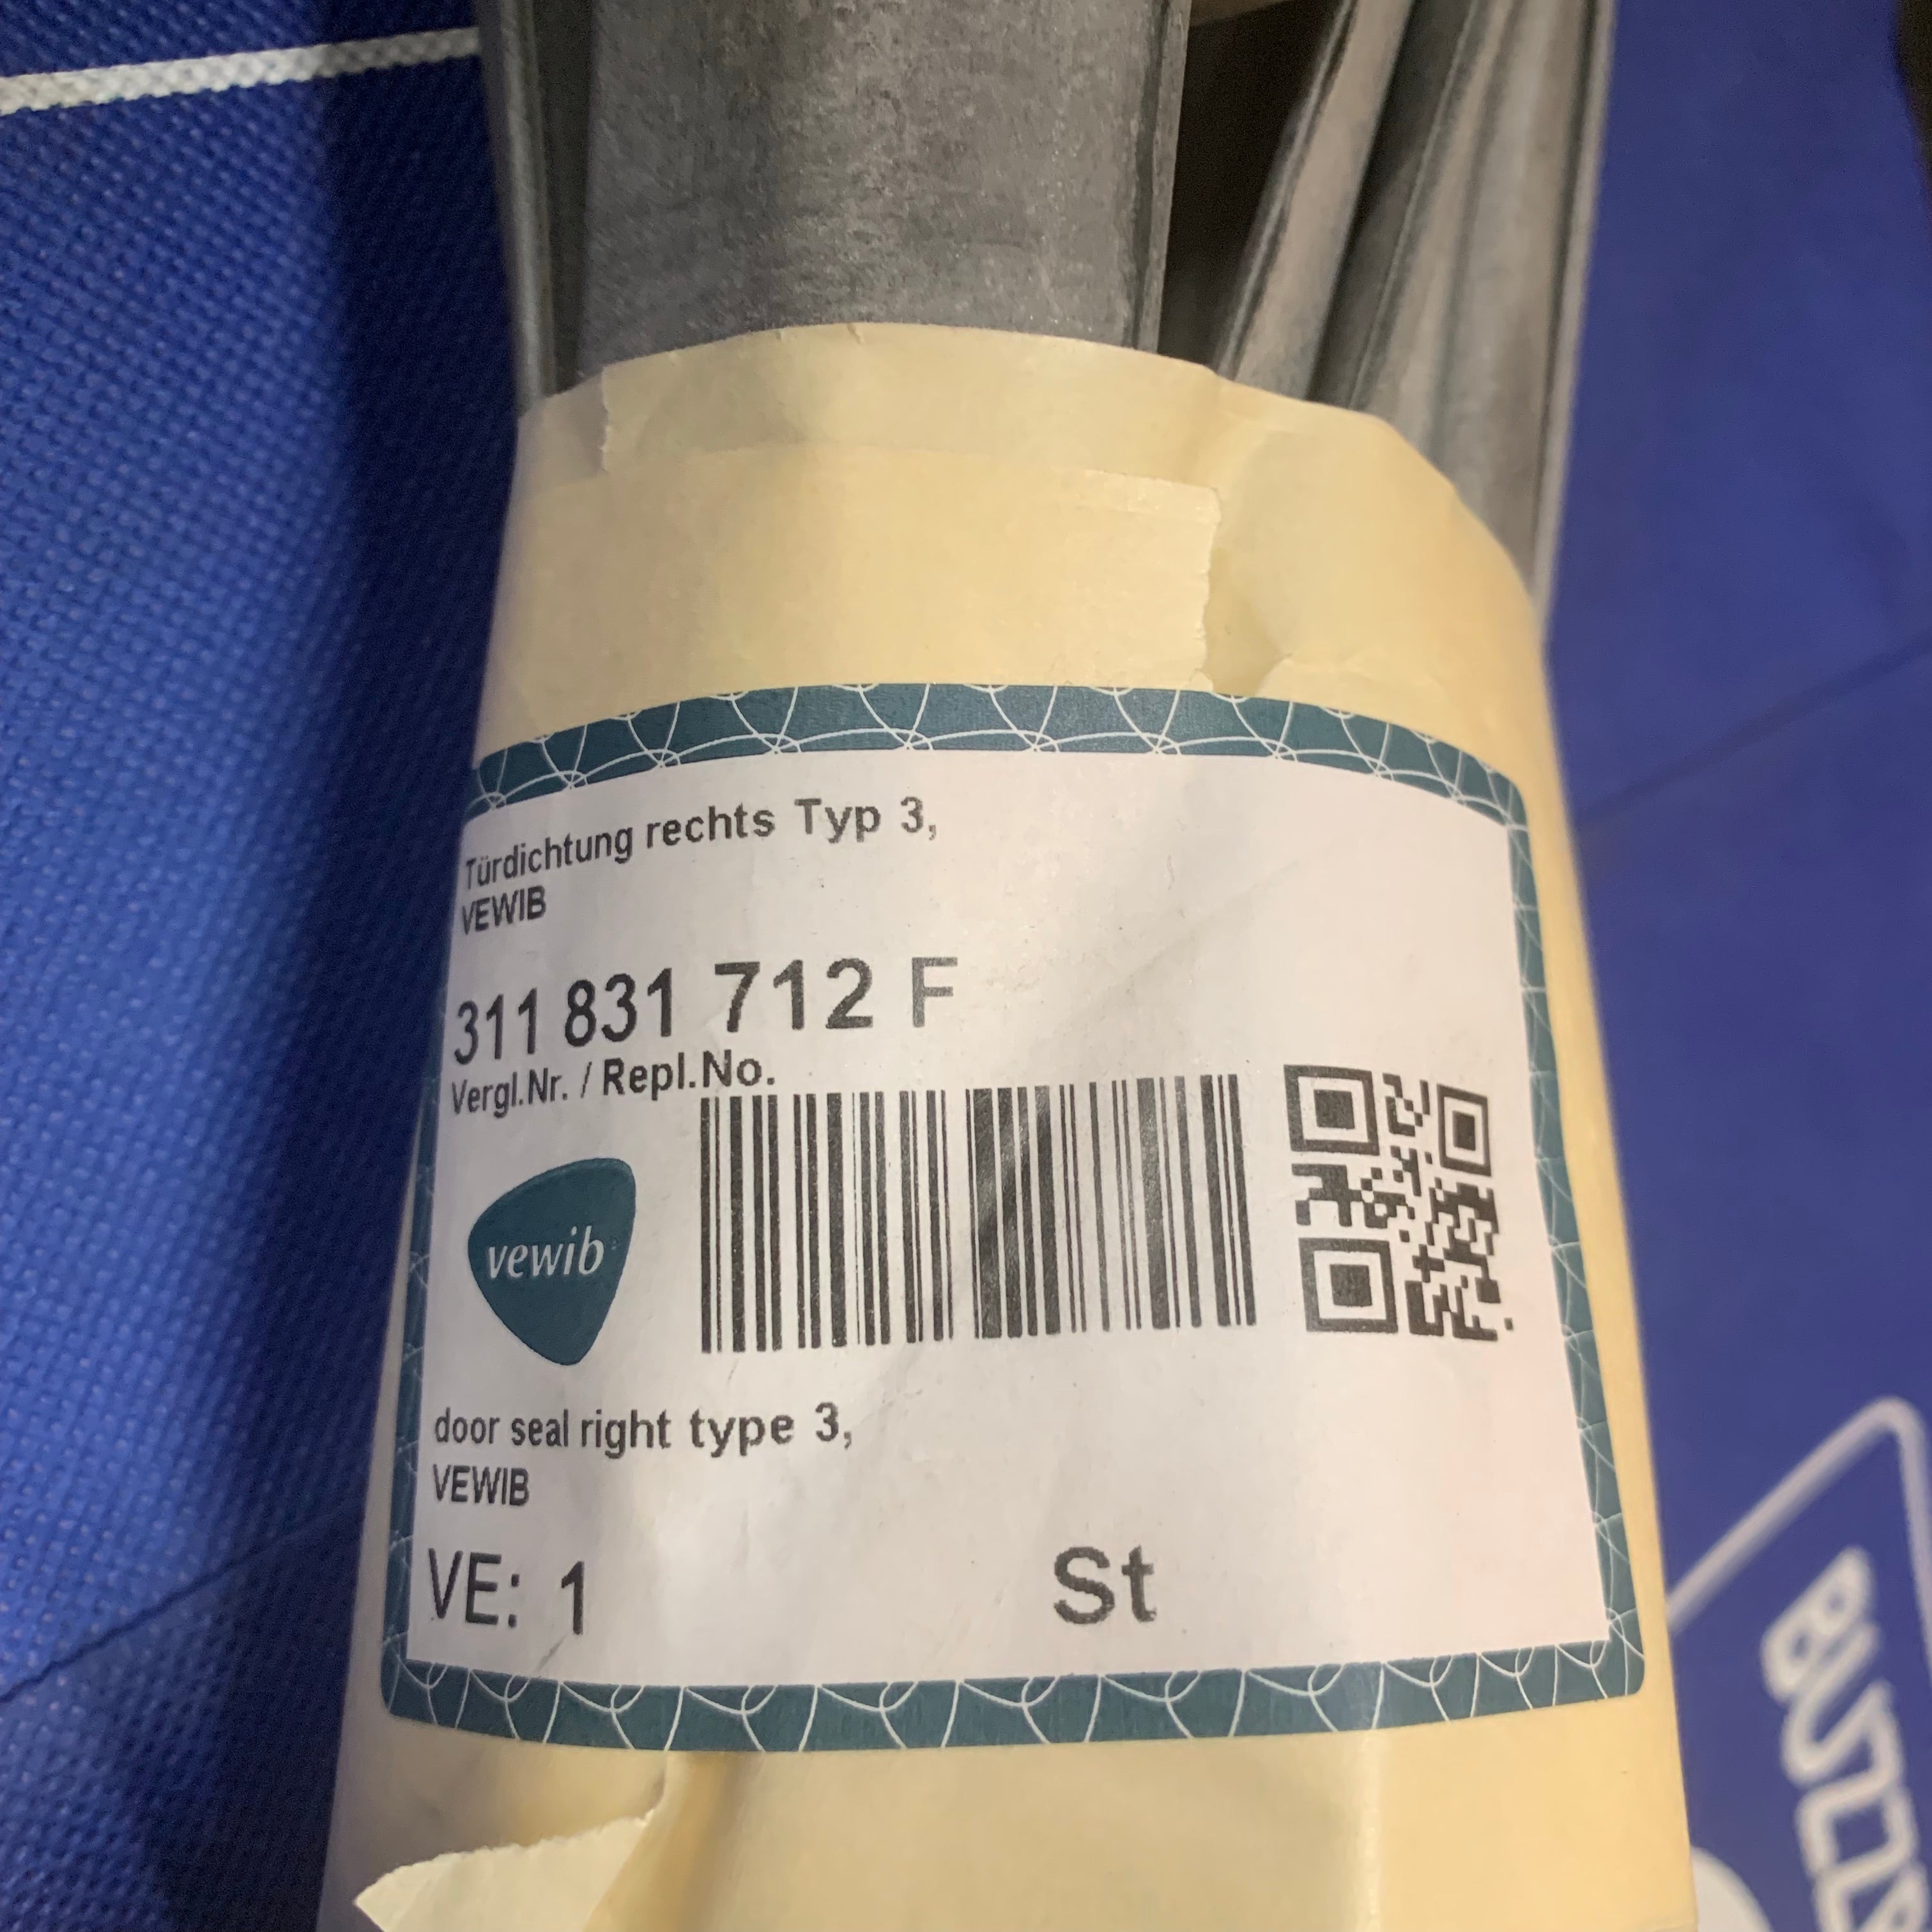 Türdichtung rechts Typ 3,
VEWIB
311 831 712 F
Vergl.Nr. / Repl.No.
vewib
door seal right type 3,
VEWIB
VE: 1 St